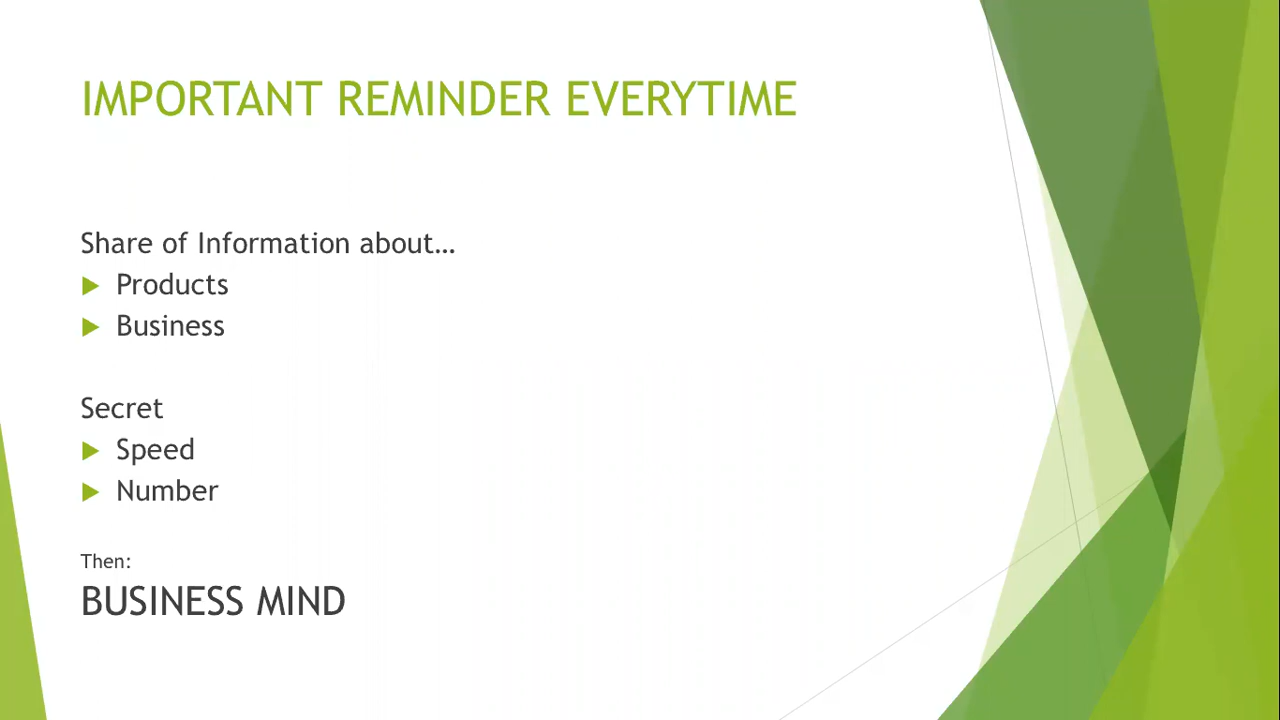 IMPORTANT REMINDER EVERYTIME
Share of Information about…
Products
Business
Secret
Speed
Number
Then:
BUSINESS MIND